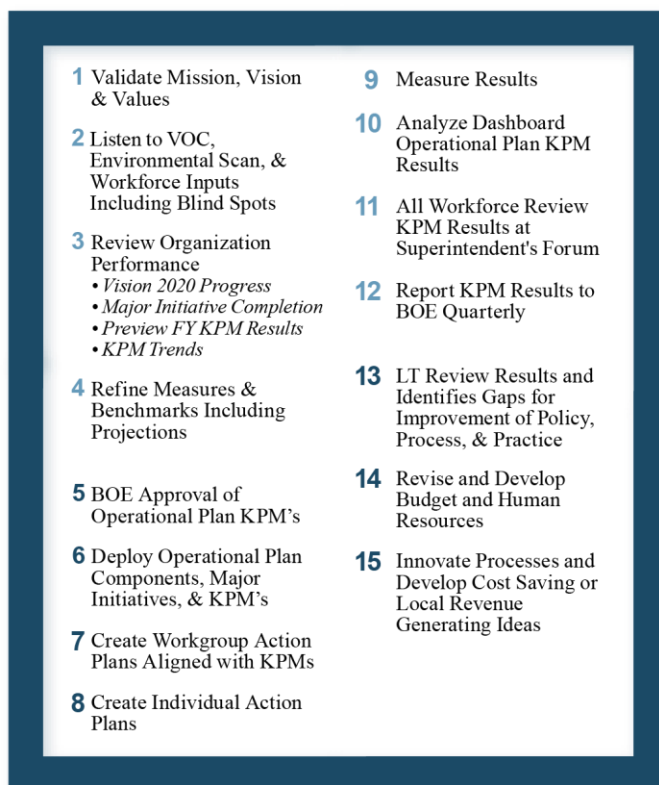 1 Validate Mission, Vision
& Values
2 Listen to VOC,
Environmental Scan, &
Workforce Inputs
Including Blind Spots
3 Review Organization
Performance
• Vision 2020 Progress
• Major Initiative Completion
• Preview FY KPM Results
• KPM Trends
4 Refine Measures &
Benchmarks Including
Projections
5 BOE Approval of
Operational Plan KPM’s
6 Deploy Operational Plan
Components, Major
Initiatives, & KPM’s
7 Create Workgroup Action
Plans Aligned with KPMs
8 Create Individual Action
Plans
9 Measure Results
10 Analyze Dashboard
Operational Plan KPM
Results
11 All Workforce Review
KPM Results at
Superintendent's Forum
12 Report KPM Results to
BOE Quarterly
13 LT Review Results and
Identifies Gaps for
Improvement of Policy,
Process, & Practice
14 Revise and Develop
Budget and Human
Resources
15 Innovate Processes and
Develop Cost Saving or
Local Revenue
Generating Ideas